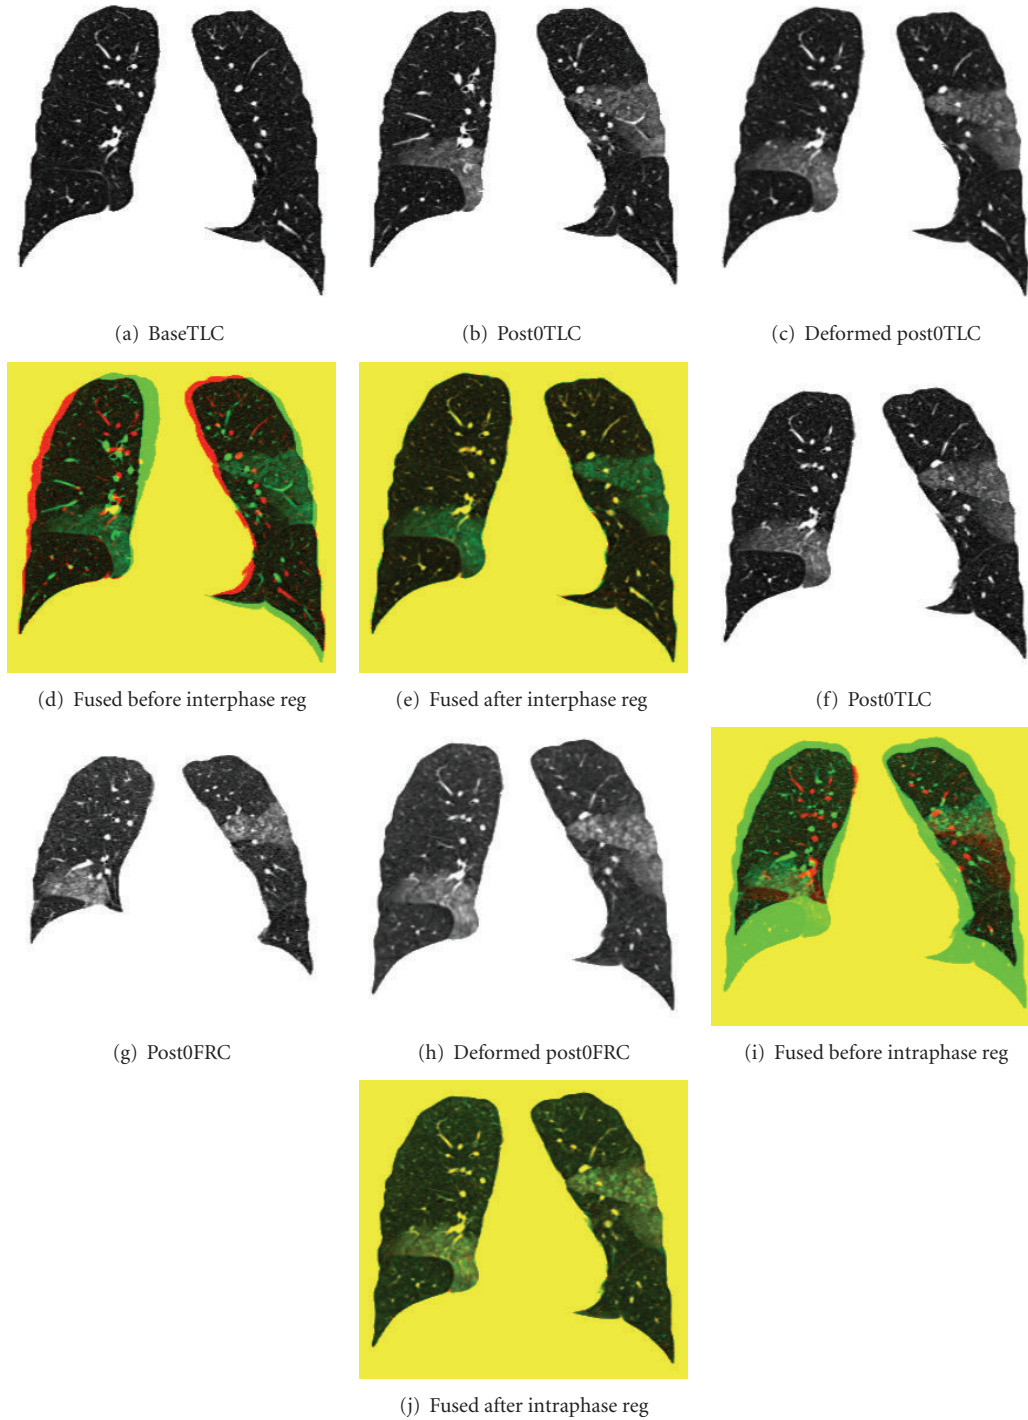 (a) BaseTLC
(b) Post0TLC
(c) Deformed post0TLC
(d) Fused before interphase reg
(e) Fused after interphase reg
(f) Post0TLC
(g) Post0FRC
(h) Deformed post0FRC
(i) Fused before intraphase reg
(j) Fused after intraphase reg